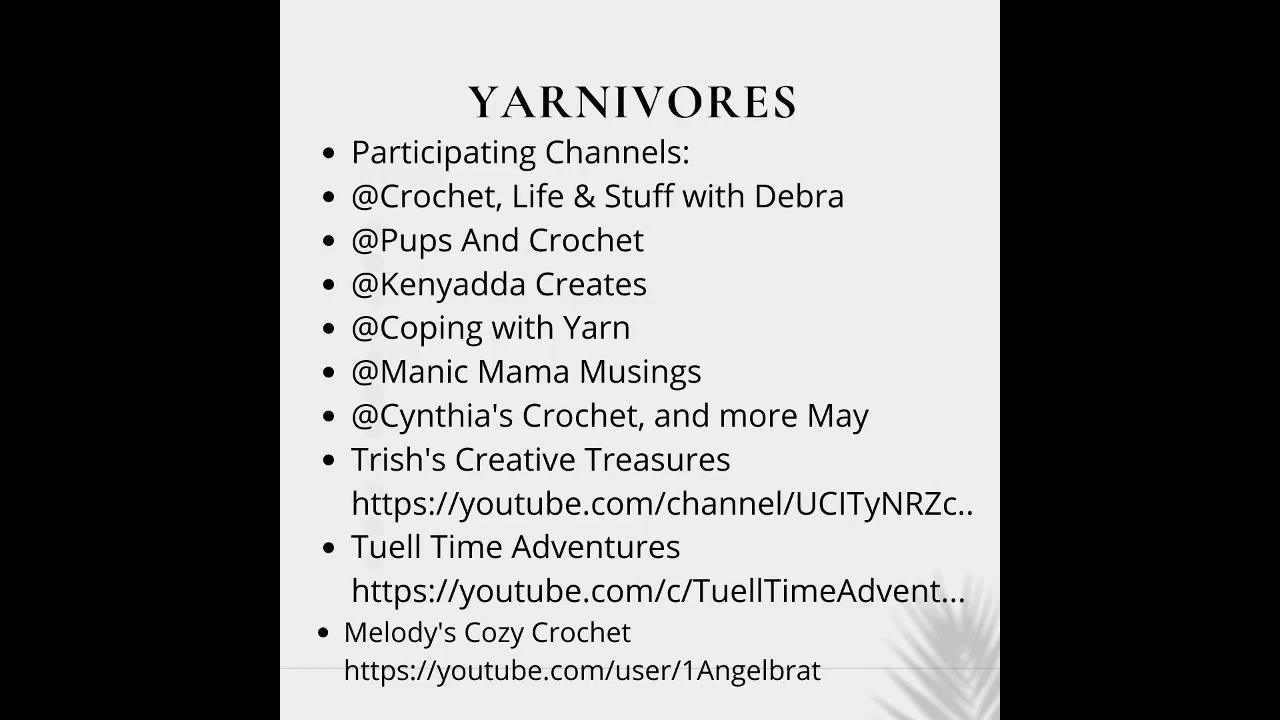 YARNIVORES
• Participating Channels:
• @Crochet, Life & Stuff with Debra
• @Pups And Crochet
• @Kenyadda Creates
• @Coping with Yarn
• @Manic Mama Musings
• @Cynthia's Crochet, and more May
• Trish's Creative Treasures
https://youtube.com/channel/UCITyNRZc..
• Tuell Time Adventures
https://youtube.com/c/TuellTimeAdvent...
• Melody's Cozy Crochet
https://youtube.com/user/1Angelbrat